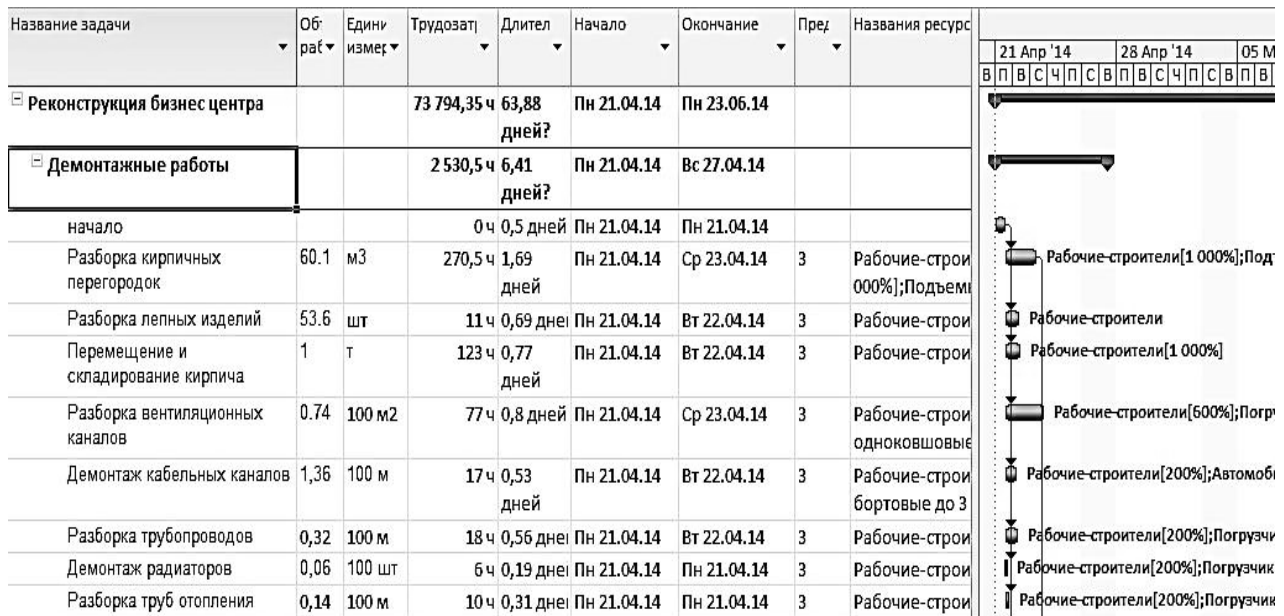 Название задачи Об: Едини Трудозат Длител Начало Окончание Пред Названия ресурс
раб измер
21 Апр '14 28 Апр '14 05 М
В П В С Ч П С В П В С Ч П С В П В
Реконструкция бизнес центра 73 794,35 ч 63,88 Пн 21.04.14 Пн 23.06.14
дней?
Демонтажные работы 2 530,5 ч 6,41 Пн 21.04.14 Вс 27.04.14
дней?
начало 0 ч 0,5 дней Пн 21.04.14 Пн 21.04.14
Разборка кирпичных 60.1 м3 270,5 ч 1,69 Пн 21.04.14 Ср 23.04.14 3 Рабочие-строи Рабочие-строители[1 000%];Под
перегородок дней 000%];Подъем
Разборка лепных изделий 53.6 шт 11 ч 0,69 дне Пн 21.04.14 Вт 22.04.14 3 Рабочие-строи Рабочие-строители
Перемещение и 1 т 123 ч 0,77 Пн 21.04.14 Вт 22.04.14 3 Рабочие-строи Рабочие-строители[1 000%]
складирование кирпича дней
Разборка вентиляционных 0.74 100 м2 77 ч 0,8 дней Пн 21.04.14 Ср 23.04.14 3 Рабочие-строи Рабочие-строители[600%];Погру
каналов одноковшовые
Демонтаж кабельных каналов 1,36 100 м 17 ч 0,53 Пн 21.04.14 Вт 22.04.14 3 Рабочие-строи Рабочие-строители[200%];Автомоб
дней бортовые до 3
Разборка трубопроводов 0,32 100 м 18 ч 0,56 дне Пн 21.04.14 Вт 22.04.14 3 Рабочие-строи Рабочие-строители[200%];Погрузчи
Демонтаж радиаторов 0,06 100 шт 6 ч 0,19 дне Пн 21.04.14 Пн 21.04.14 3 Рабочие-строи Рабочие-строители[200%];Погрузчик
Разборка труб отопления 0,14 100 м 10 ч 0,31 дне Пн 21.04.14 Пн 21.04.14 3 Рабочие-строи Рабочие-строители[200%];Погрузчик